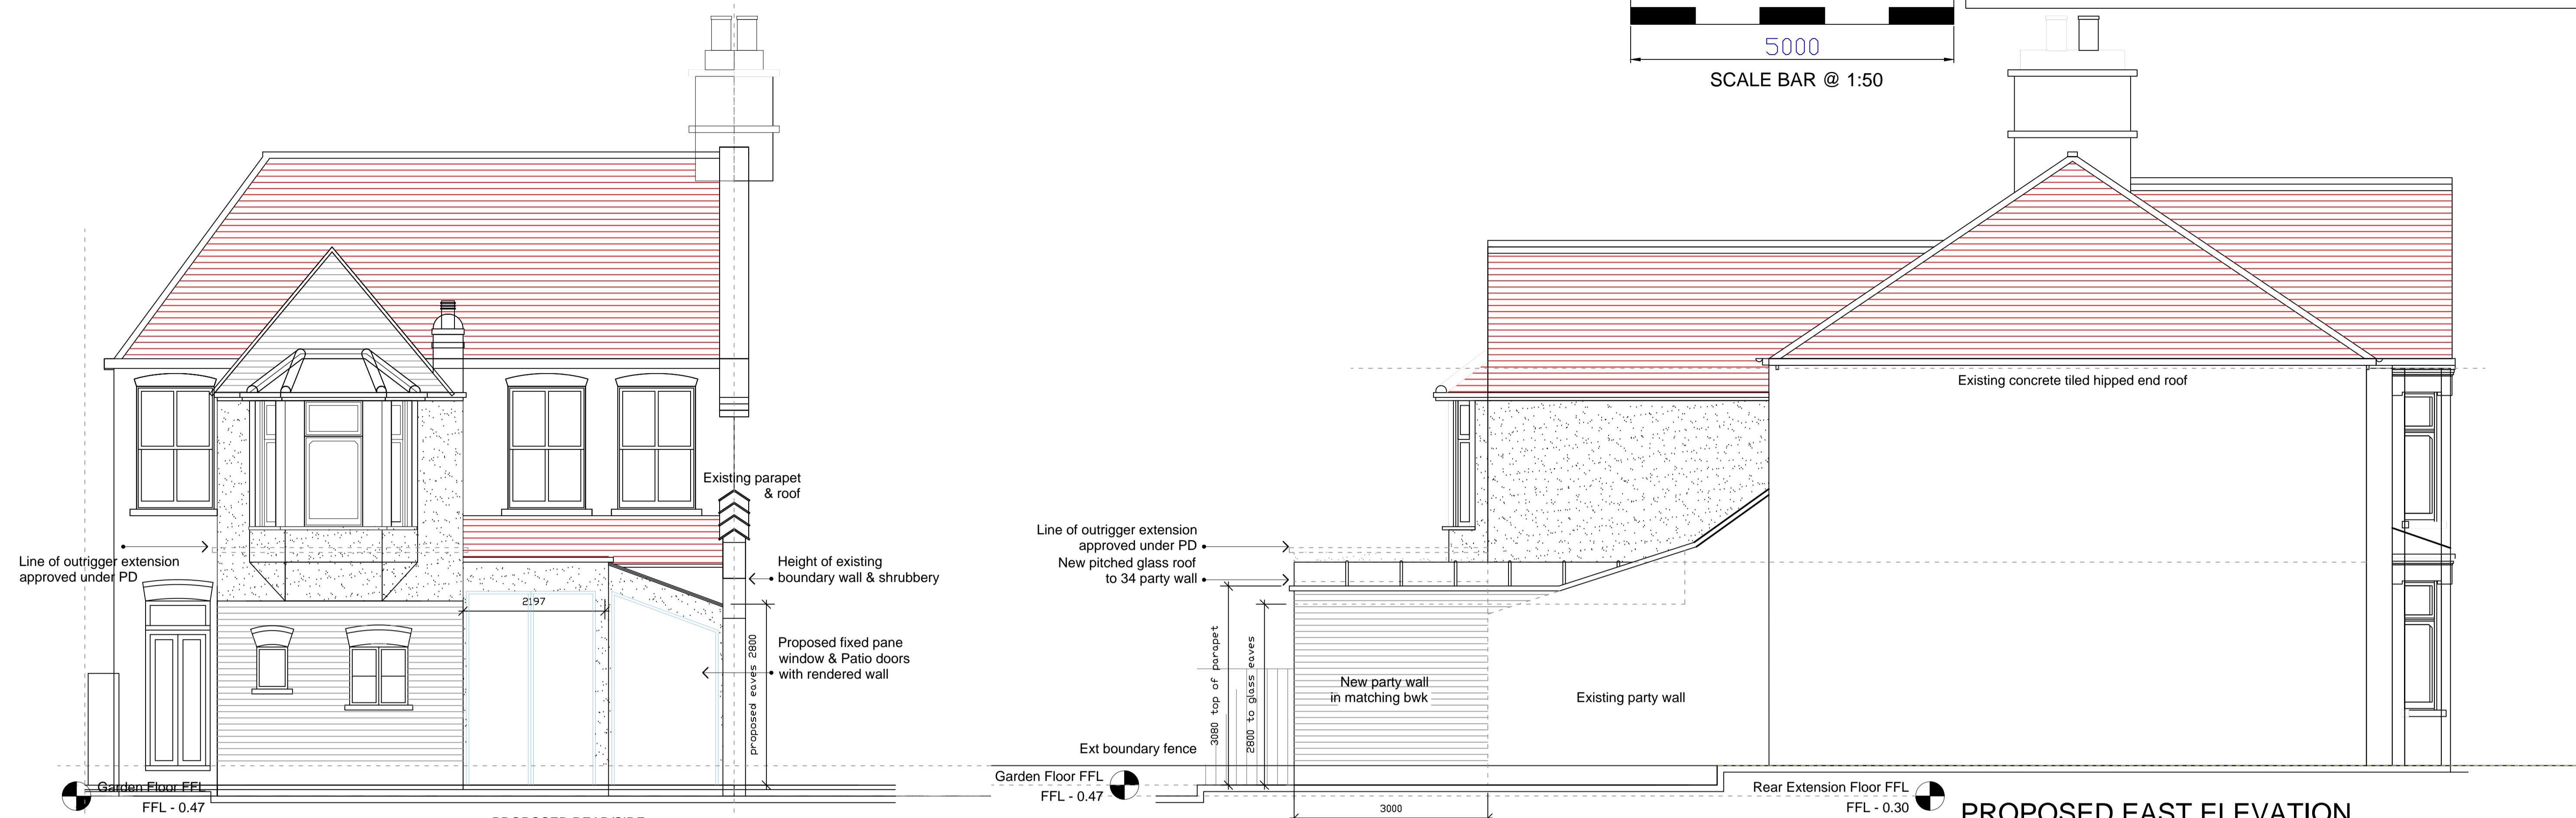 5000
SCALE BAR @ 1:50
Existing concrete tiled hipped end roof
Existing parapet
& roof
Line of outrigger extension
approved under PD
Height of existing
boundary wall & shrubbery
2197
proposed eaves 2800
Proposed fixed pane
window & Patio doors
with rendered wall
Garden Floor FFL
FFL - 0.47
Line of outrigger extension
approved under PD
New pitched glass roof
to 34 party wall
3080 top of parapet
2800 to glass eaves
New party wall
in matching bwk
Existing party wall
Ext boundary fence
Garden Floor FFL
FFL - 0.47
3000
Rear Extension Floor FFL
FFL - 0.30
PROPOSED EAST ELEVATION